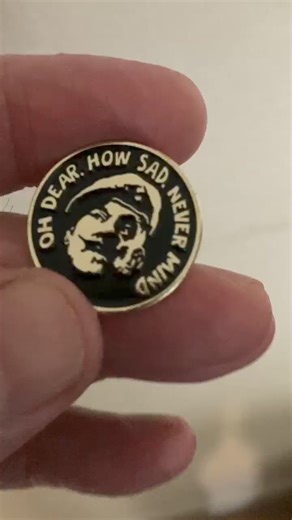 OH DEAR. HOW SAD. NEVER MIND